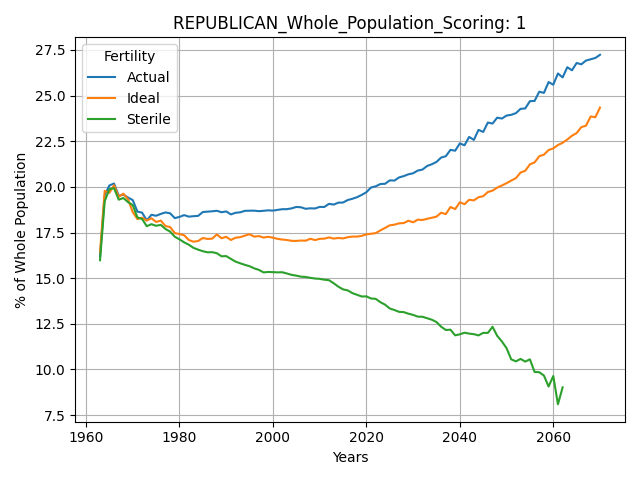 REPUBLICAN_Whole_Population_Scoring: 1
Fertility
Actual
Ideal
Sterile
% of Whole Population
27.5
25.0
22.5
20.0
17.5
15.0
12.5
10.0
7.5
1960 1980 2000 2020 2040 2060
Years